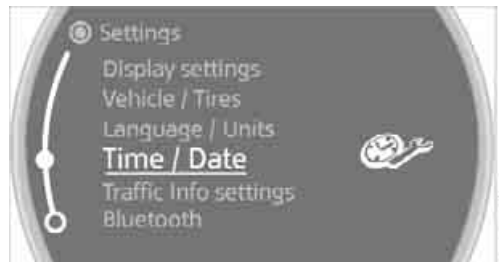 Settings
Display settings
Vehicle / Tires
Language / Units
Time / Date
Traffic Info settings
Bluetooth